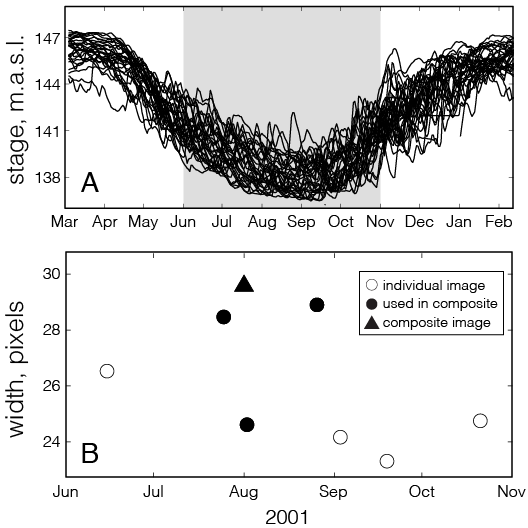 stage, m.a.s.l.
147
144
141
138
A
Mar Apr May Jun Jul Aug Sep Oct Nov Dec Jan Feb
width, pixels
30
28
26
24
individual image
used in composite
composite image
B
Jun Jul Aug Sep Oct Nov
2001